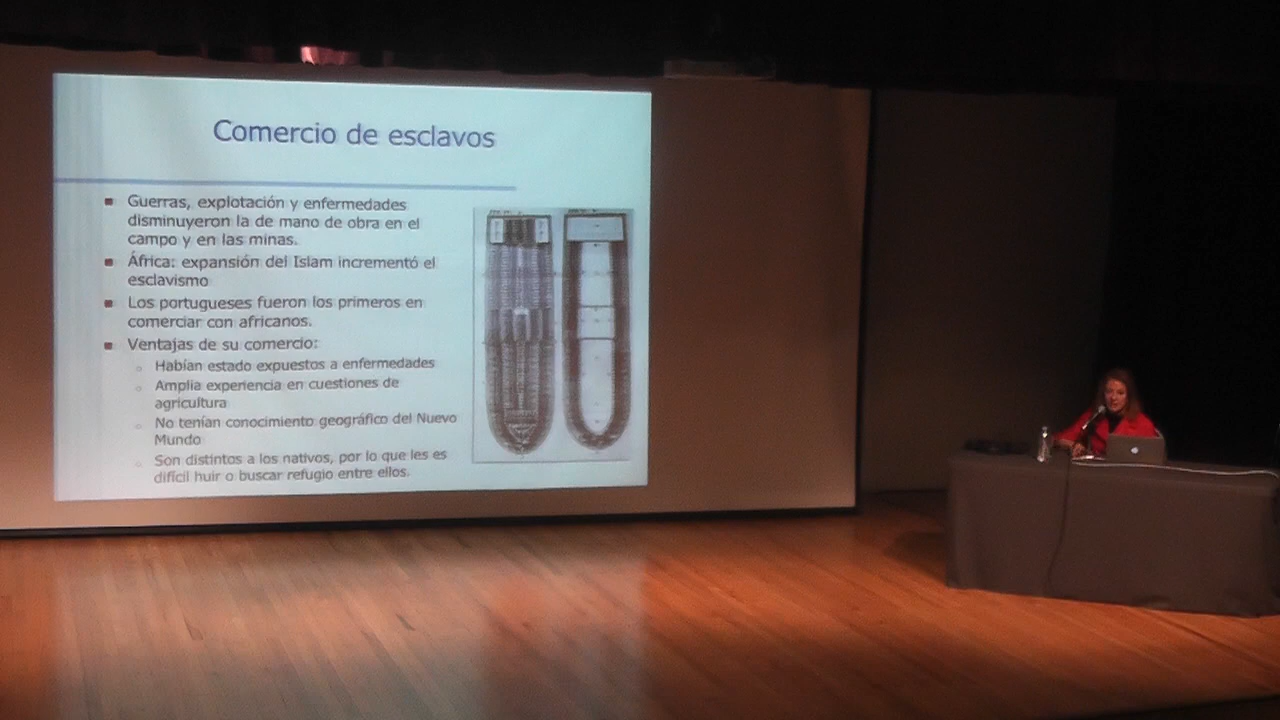 Comercio de esclavos
Guerras, explotación y enfermedades
disminuyeron la de mano de obra en el
campo y en las minas.
África: expansión del Islam incrementó el
esclavismo
Los portugueses fueron los primeros en
comerciar con africanos.
Ventajas de su comercio:
Habían estado expuestos a enfermedades
Amplia experiencia en cuestiones de
agricultura
No tenían conocimiento geográfico del Nuevo
Mundo
Son distintos a los nativos, por lo que les es
difícil huir o buscar refugio entre ellos.